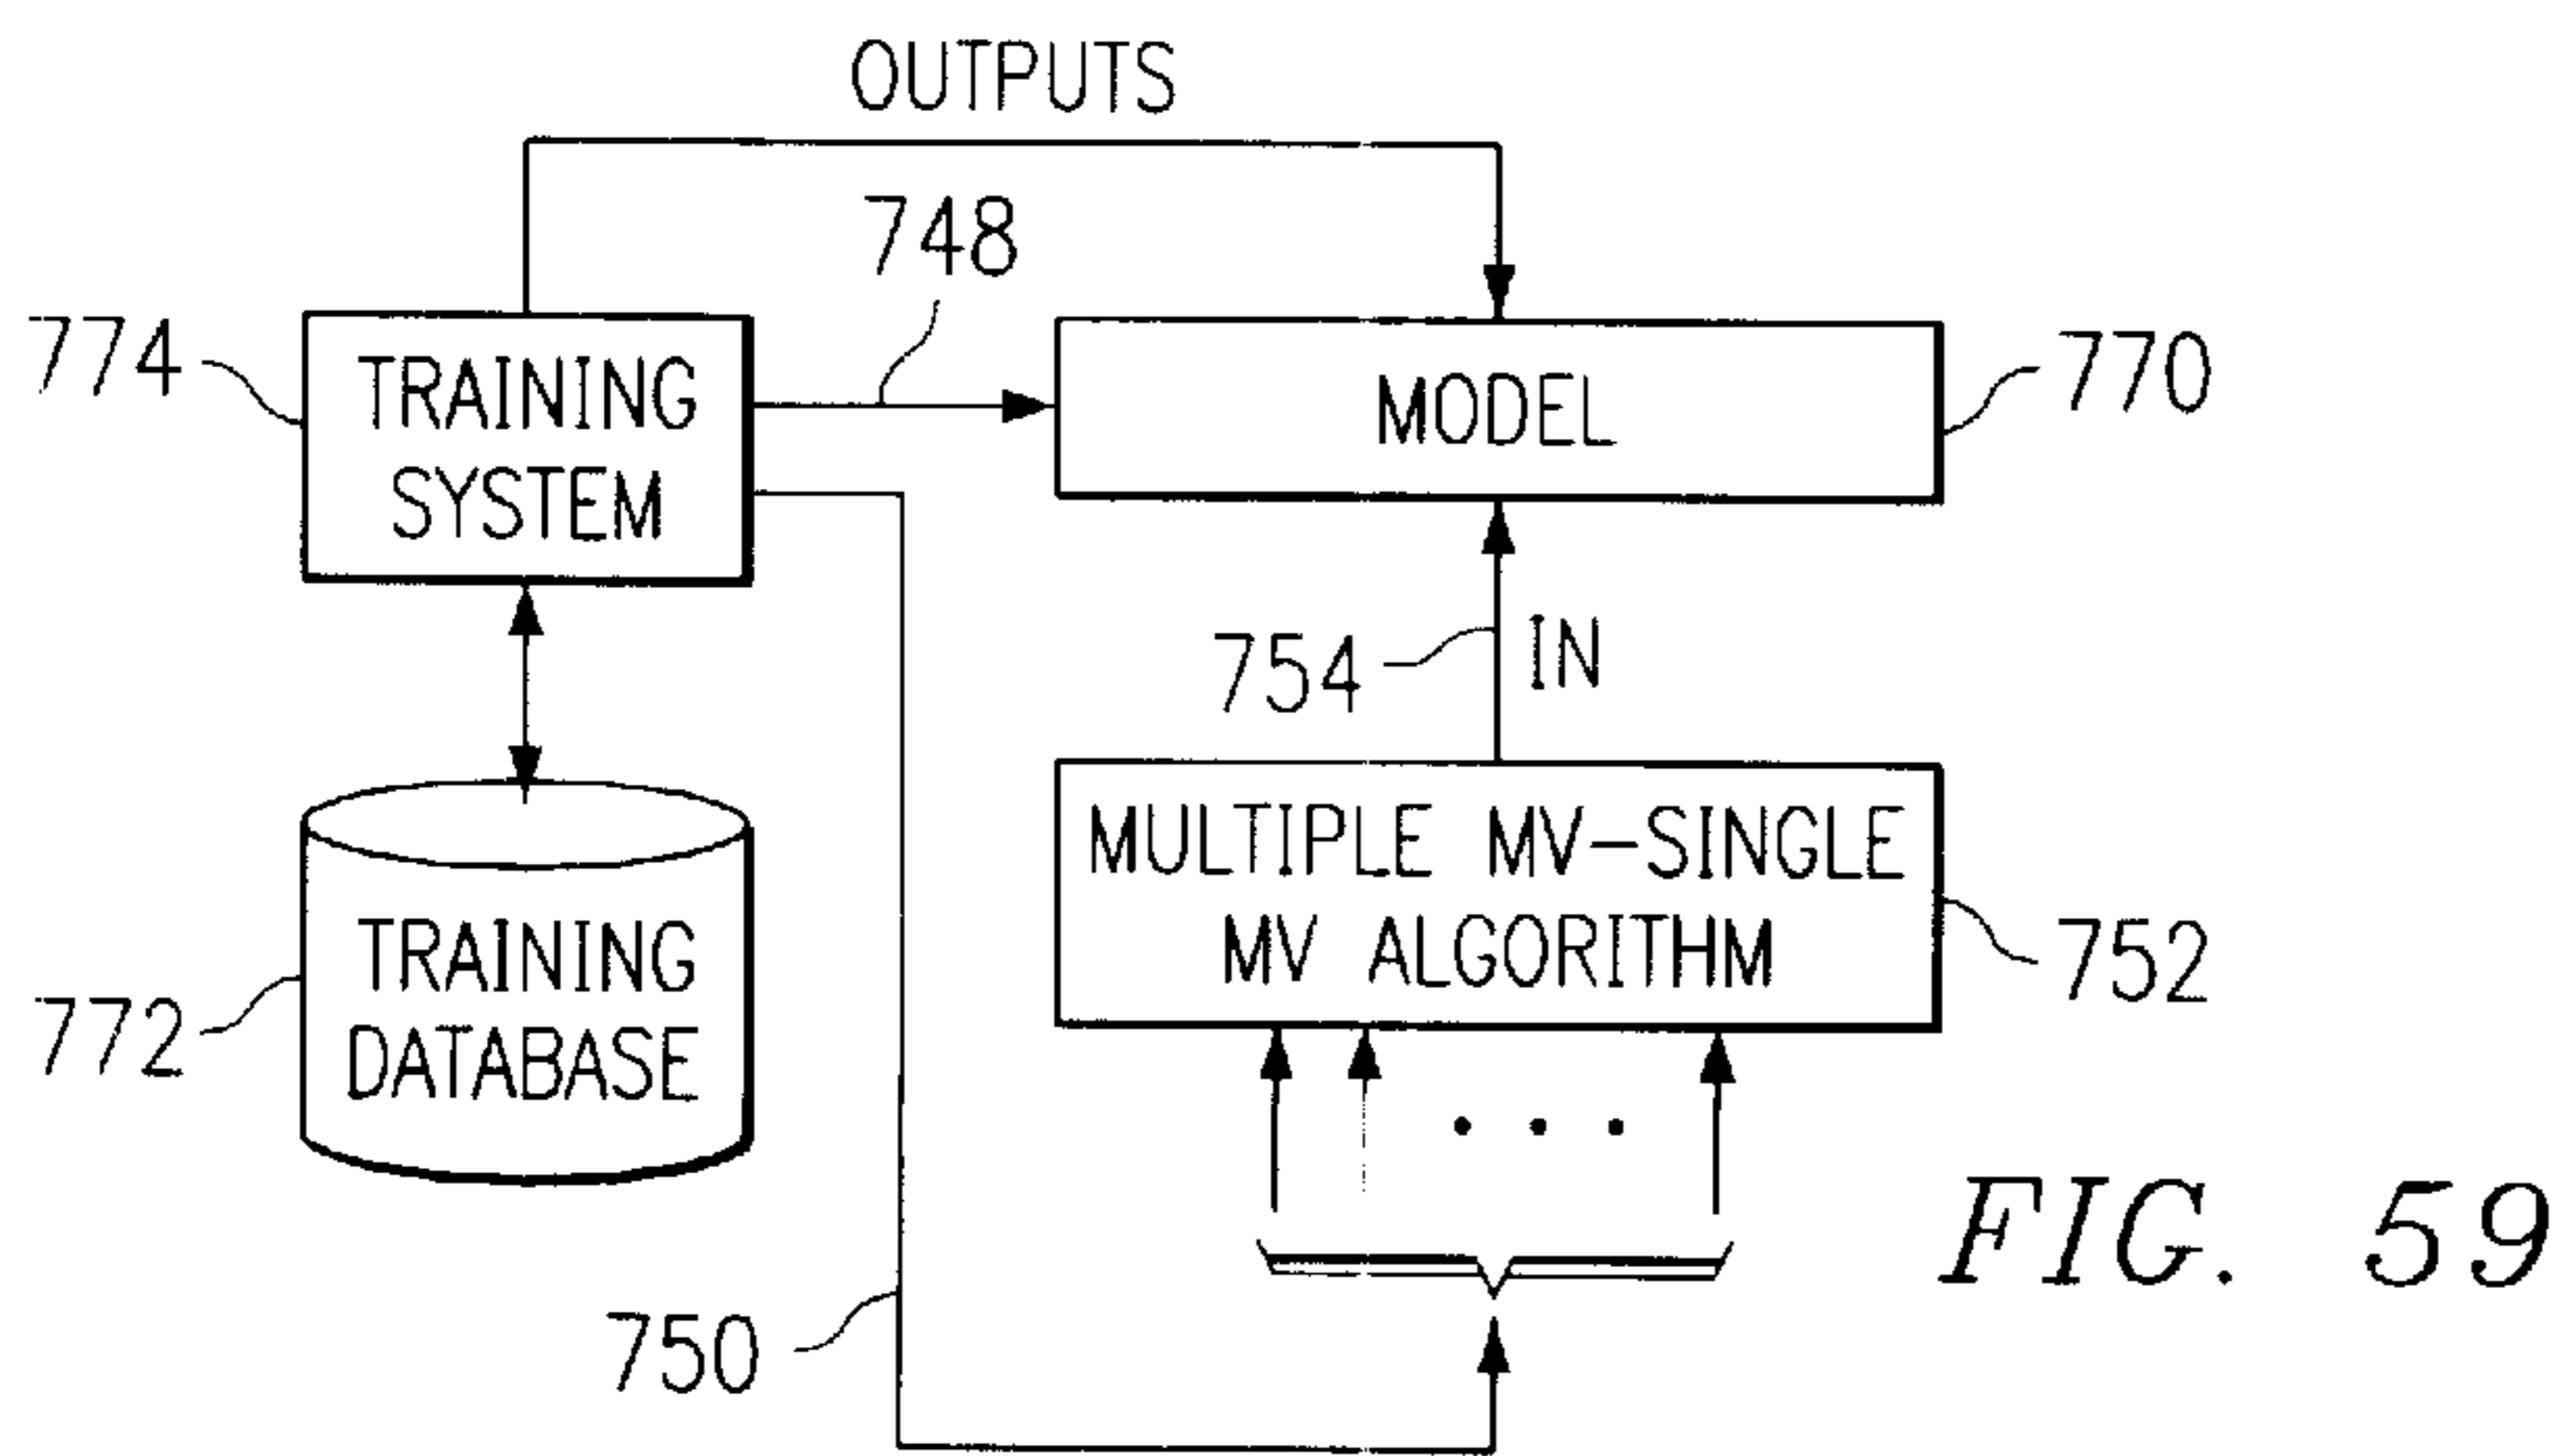 OUTPUTS
748
774
TRAINING
SYSTEM
MODEL
770
754
IN
MULTIPLE MV-SINGLE
MV ALGORITHM
752
772
TRAINING
DATABASE
750
FIG. 59